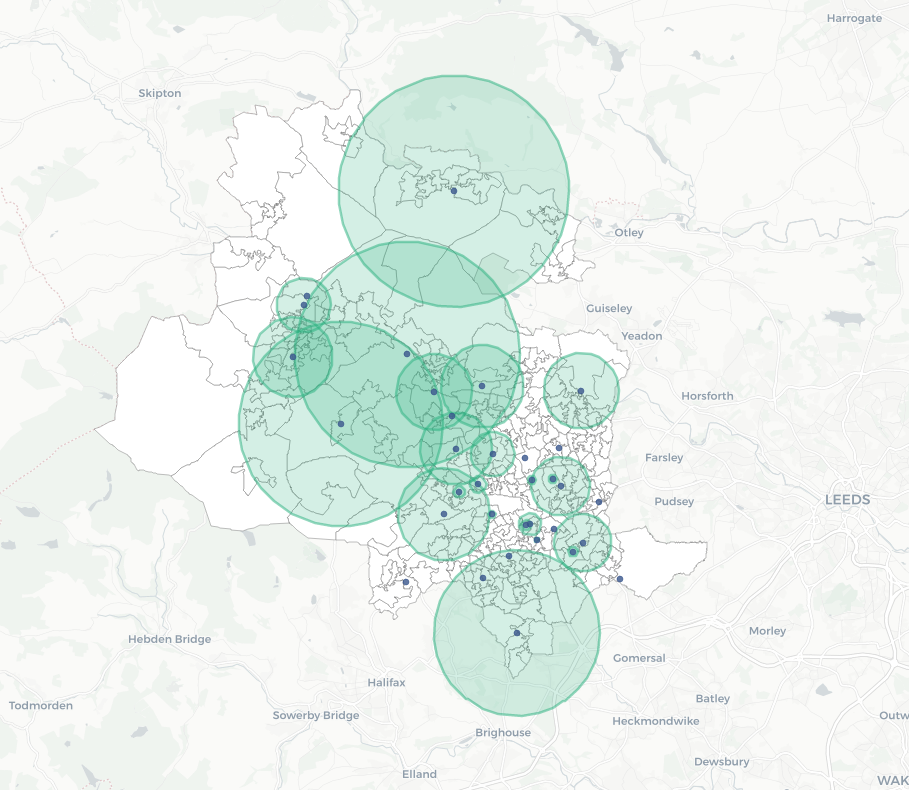 Harrogate
Skipton
Otley
Guiseley
Yeadon
Horsforth
Farsley
LEEDS
Pudsey
Hebden Bridge
Morley
Gomersal
Halifax
Batley
Todmorden
Sowerby Bridge
Outw
Heckmondwike
Brighouse
Dewsbury
Elland
WAK